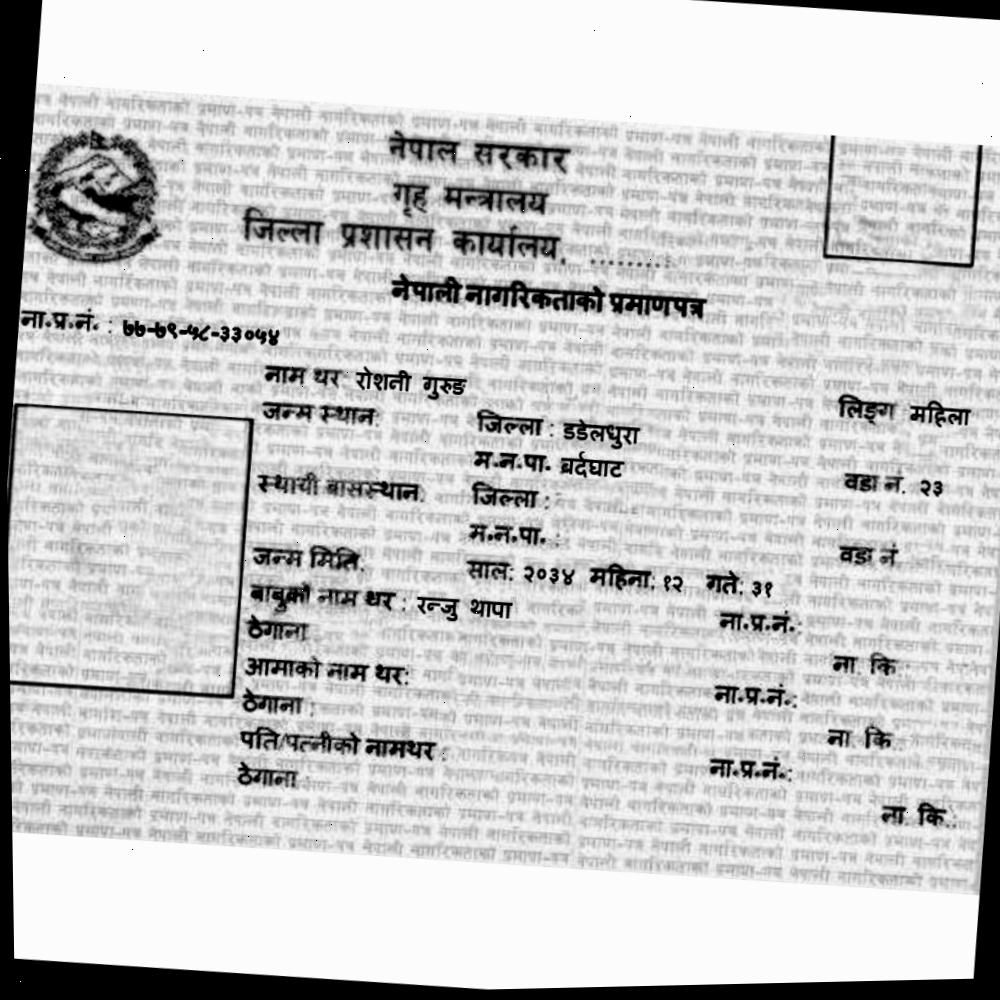 नेपाल सरकार
गृह मन्त्रालय
जिल्ला प्रशासन कार्यालय, ..........
नेपाली नागरिकताको प्रमाणपत्र
ना.प्र.नं. : ७७-७९-५८-३३०५४
नाम थर : रोशनी गुरुङ लिङ्ग महिला
जन्म स्थान: जिल्ला : डडेलधुरा
म.न.पा. बर्दघाट वडा नं. २३
स्थायी बासस्थान: जिल्ला :
म.न.पा. : वडा नं.
जन्म मिति: साल: २०३४ महिना: १२ गते: ३१
बाबुको नाम थर : रन्जु थापा ना.प्र.नं.:
ठेगाना : ना. कि.:
आमाको नाम थर: ना.प्र.नं.:
ठेगाना : ना. कि.:
पति/पत्नीको नामथर : ना.प्र.नं.:
ठेगाना : ना. कि.: